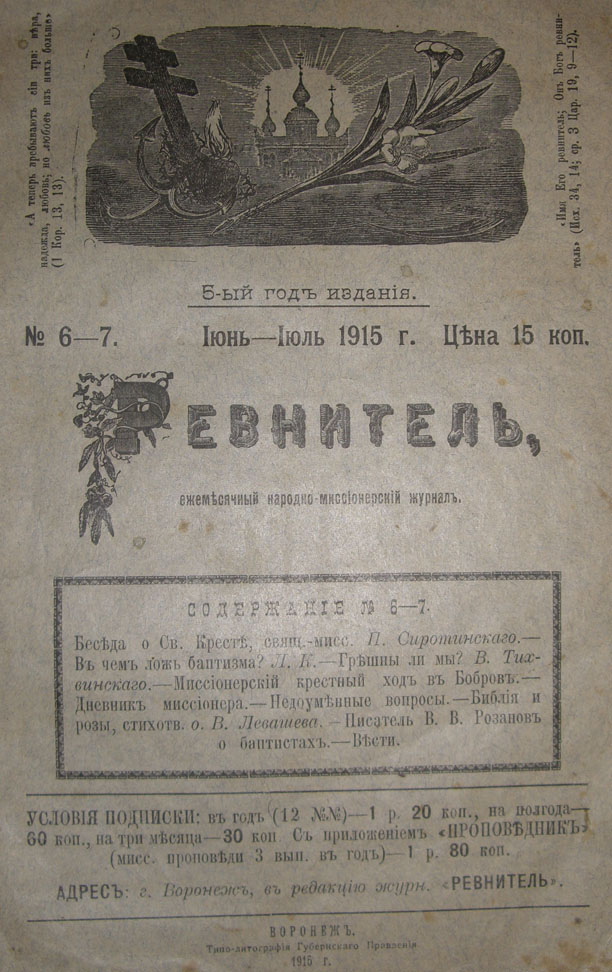 «А теперь пребываютъ сіи три: вѣра,
надежда, любовь; но любовь изъ нихъ больше»
(1 Кор. 13, 13).
«Имя Его ревнитель; Онъ Богъ ревни-
тель» (Исх. 34, 14; ср. 3 Цар. 19, 9—12).
5-ый годъ изданія.
№ 6—7. Іюнь—Іюль 1915 г. Цѣна 15 коп.
РЕВНИТЕЛЬ,
ежемѣсячный народно-миссіонерскій журналъ.
СОДЕРЖАНІЕ № 6—7.
Бесѣда о Св. Крестѣ, свящ.-мисс. П. Сиротинскаго.—
Въ чемъ ложь баптизма? Л. К.—Грѣшны ли мы? В. Тих-
винскаго.—Миссіонерскій крестный ходъ въ Бобровъ.—
Дневникъ миссіонера.—Недоумѣнные вопросы.—Библія и
розы, стихотв. о. В. Левашева.—Писатель В. В. Розановъ
о баптистахъ.—Вѣсти.
УСЛОВІЯ ПОДПИСКИ: въ годъ (12 №№)—1 р. 20 коп., на полгода—
60 коп., на три мѣсяца—30 коп. Съ приложеніемъ «ПРОПОВѢДНИКЪ»
(мисс. проповѣди 3 вып. въ годъ)—1 р. 80 коп.
АДРЕСЪ: г. Воронежъ, въ редакцію журн. «РЕВНИТЕЛЬ».
ВОРОНЕЖЪ.
Типо-литографія Губернскаго Правленія
1915 г.